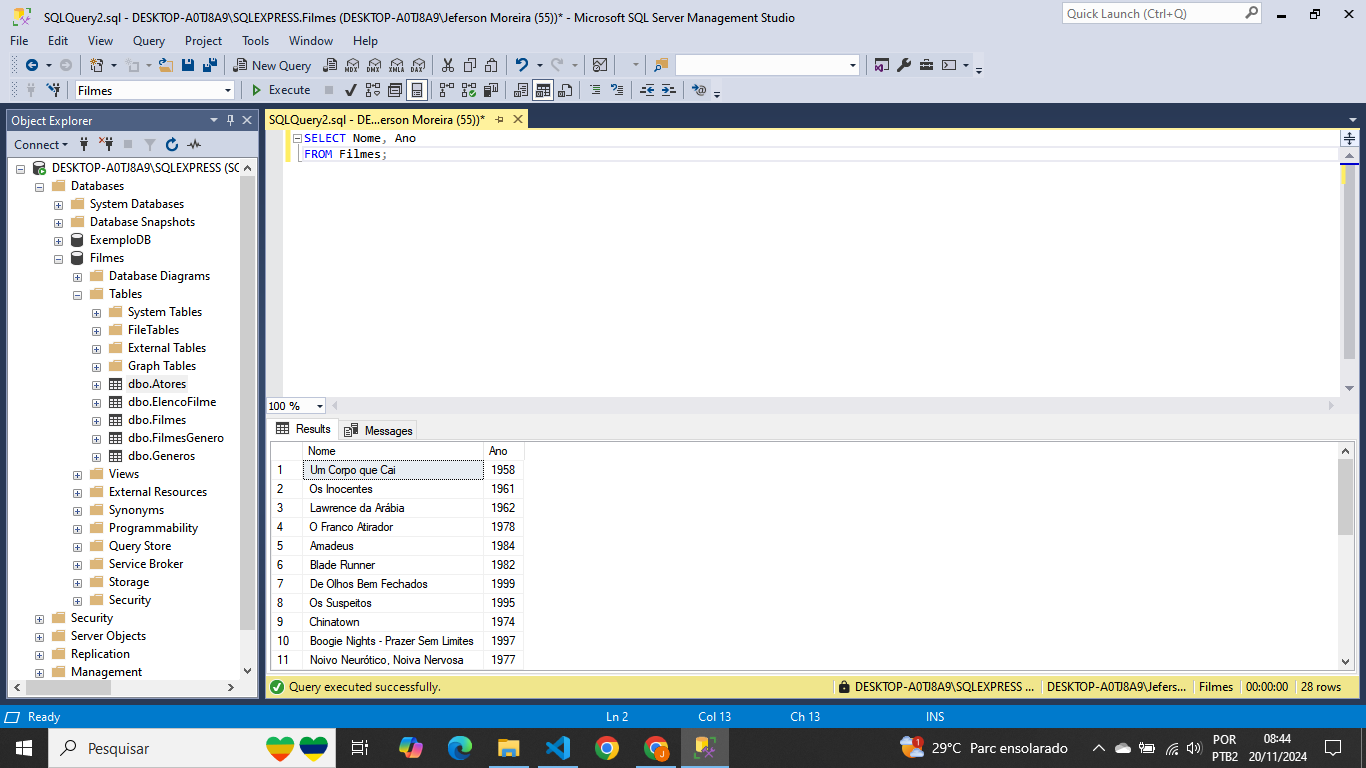 SQLQuery2.sql - DESKTOP-A0TJ8A9\SQLEXPRESS.Filmes (DESKTOP-A0TJ8A9\Jeferson Moreira (55))* - Microsoft SQL Server Management Studio
Quick Launch (Ctrl+Q)
File Edit View Query Project Tools Window Help
New Query
MDX DMX XMLA DAX
Filmes
Execute
Object Explorer
SQLQuery2.sql - DE...erson Moreira (55))*
Connect
DESKTOP-A0TJ8A9\SQLEXPRESS (SC
Databases
System Databases
Database Snapshots
ExemploDB
Filmes
Database Diagrams
Tables
System Tables
FileTables
External Tables
Graph Tables
dbo.Atores
dbo.ElencoFilme
dbo.Filmes
dbo.FilmesGenero
dbo.Generos
Views
External Resources
Synonyms
Programmability
Query Store
Service Broker
Storage
Security
Security
Server Objects
Replication
Management
SELECT Nome, Ano
FROM Filmes;
100 %
Results Messages
Nome Ano
1 Um Corpo que Cai 1958
2 Os Inocentes 1961
3 Lawrence da Arábia 1962
4 O Franco Atirador 1978
5 Amadeus 1984
6 Blade Runner 1982
7 De Olhos Bem Fechados 1999
8 Os Suspeitos 1995
9 Chinatown 1974
10 Boogie Nights - Prazer Sem Limites 1997
11 Noivo Neurótico, Noiva Nervosa 1977
Query executed successfully. DESKTOP-A0TJ8A9\SQLEXPRESS ... DESKTOP-A0TJ8A9\Jefers... Filmes 00:00:00 28 rows
Ready Ln 2 Col 13 Ch 13 INS
Pesquisar
1 29°C Parc ensolarado
POR
PTB2
08:44
20/11/2024